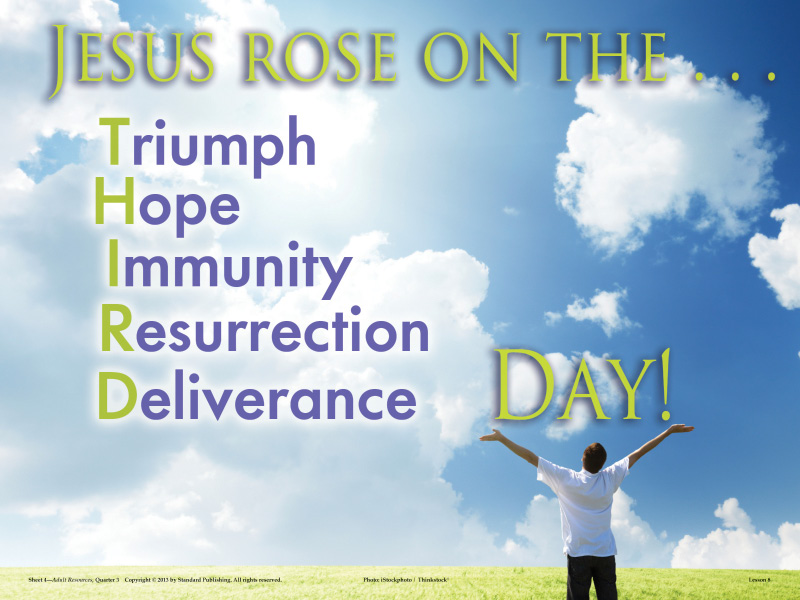 JESUS ROSE ON THE . . .
Triumph
Hope
Immunity
Resurrection
Deliverance
DAY!
Sheet 4—Adult Resources, Quarter 3 Copyright © 2013 by Standard Publishing. All rights reserved. Photo: iStockphoto / Thinkstock® Lesson 8